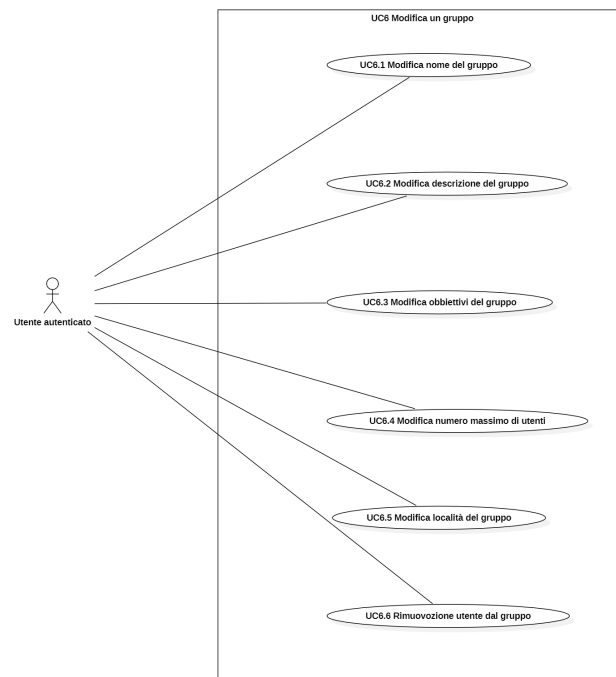 UC6 Modifica un gruppo
UC6.1 Modifica nome del gruppo
UC6.2 Modifica descrizione del gruppo
UC6.3 Modifica obbiettivi del gruppo
Utente autenticato
UC6.4 Modifica numero massimo di utenti
UC6.5 Modifica località del gruppo
UC6.6 Rimuovozione utente dal gruppo